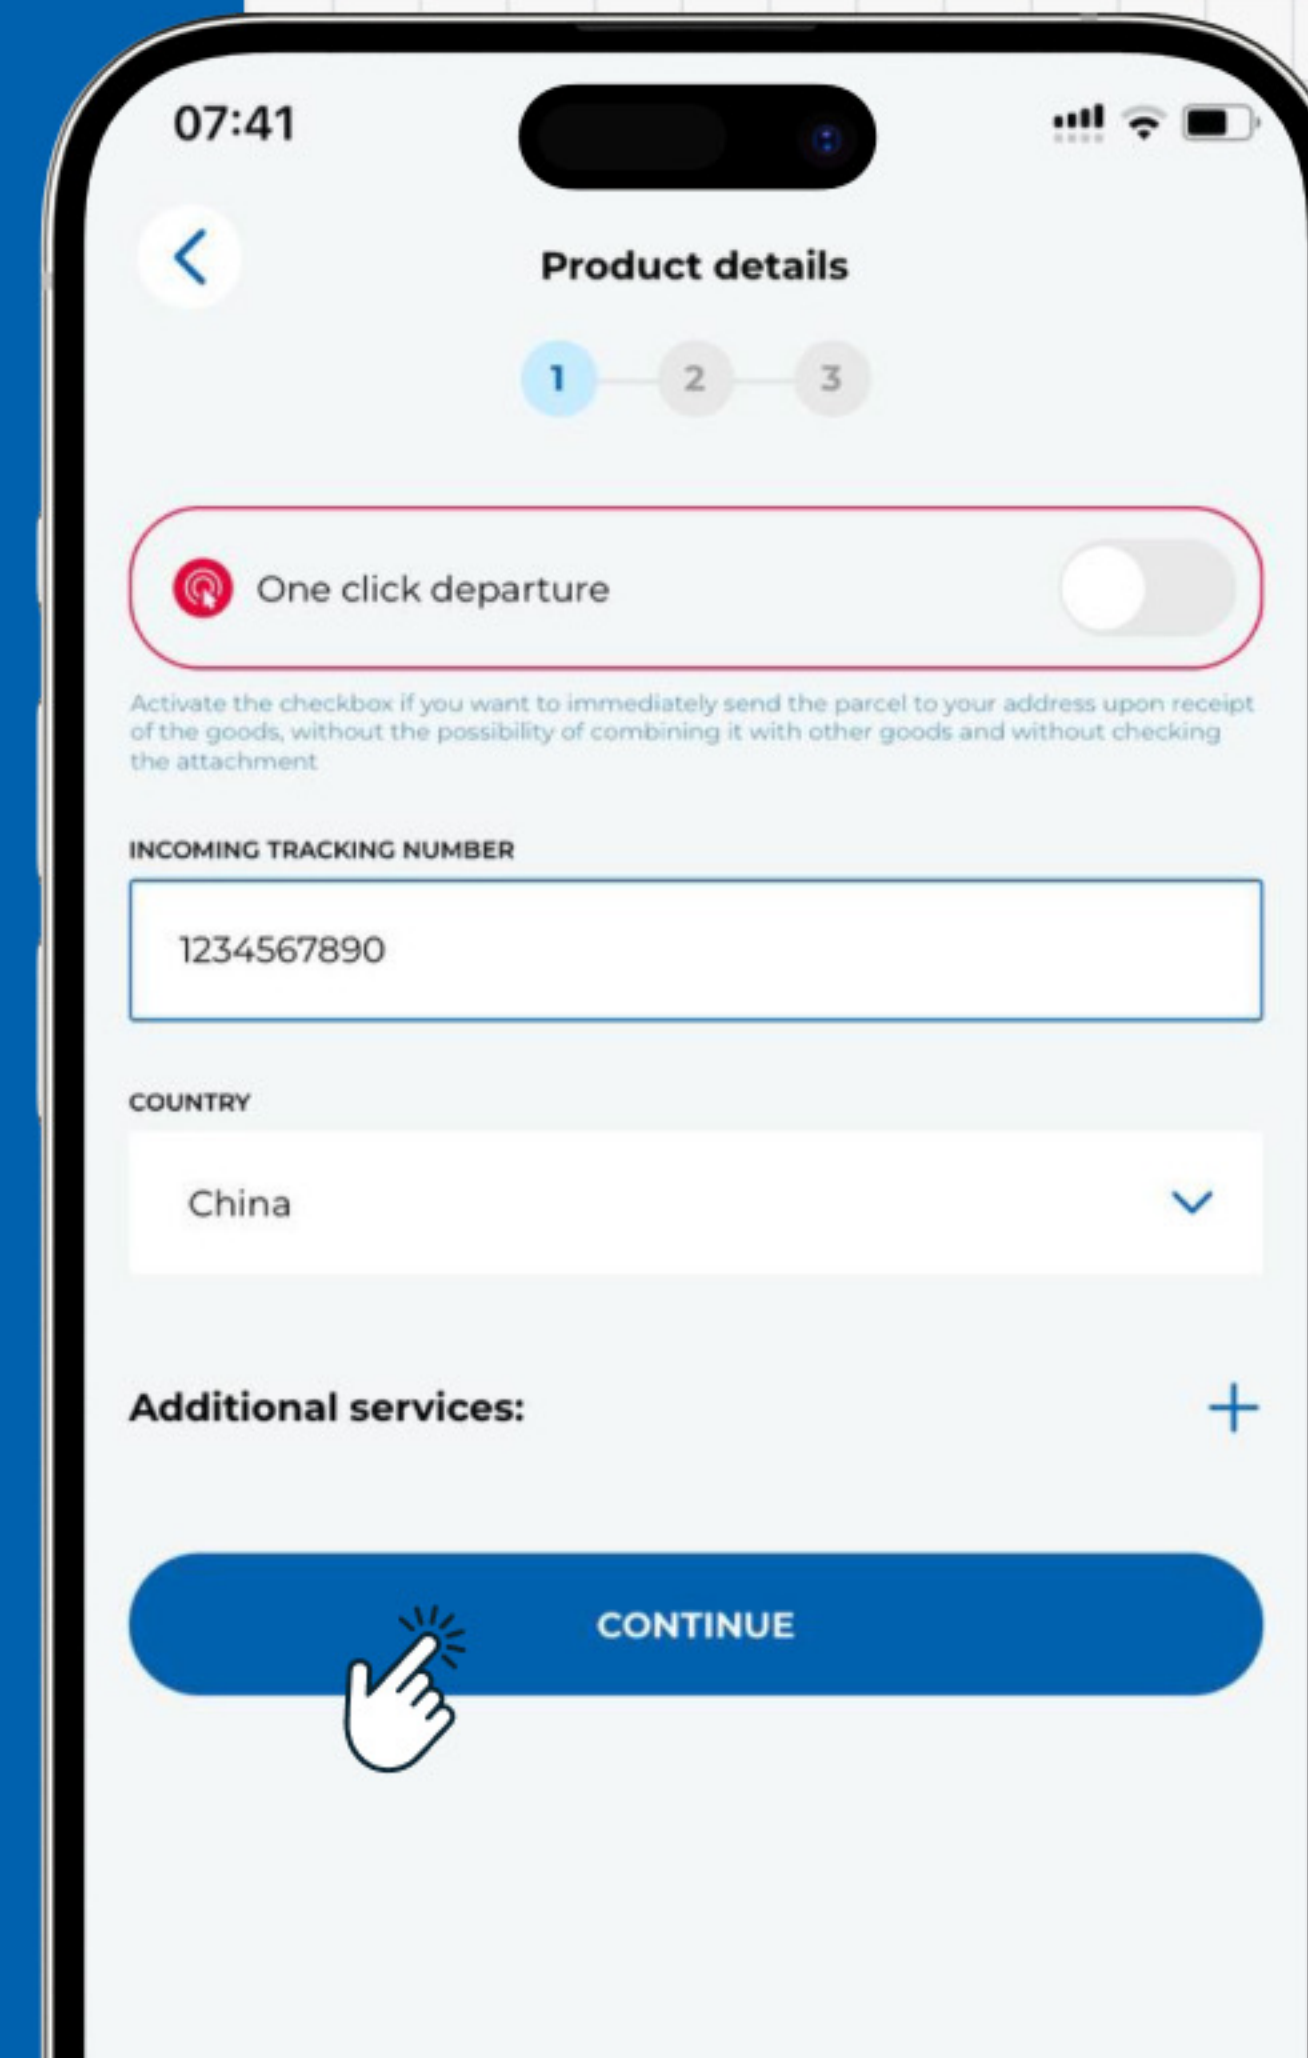 07:41
Product details
1 2 3
One click departure
Activate the checkbox if you want to immediately send the parcel to your address upon receipt
of the goods, without the possibility of combining it with other goods and without checking
the attachment
INCOMING TRACKING NUMBER
1234567890
COUNTRY
China
Additional services:
CONTINUE